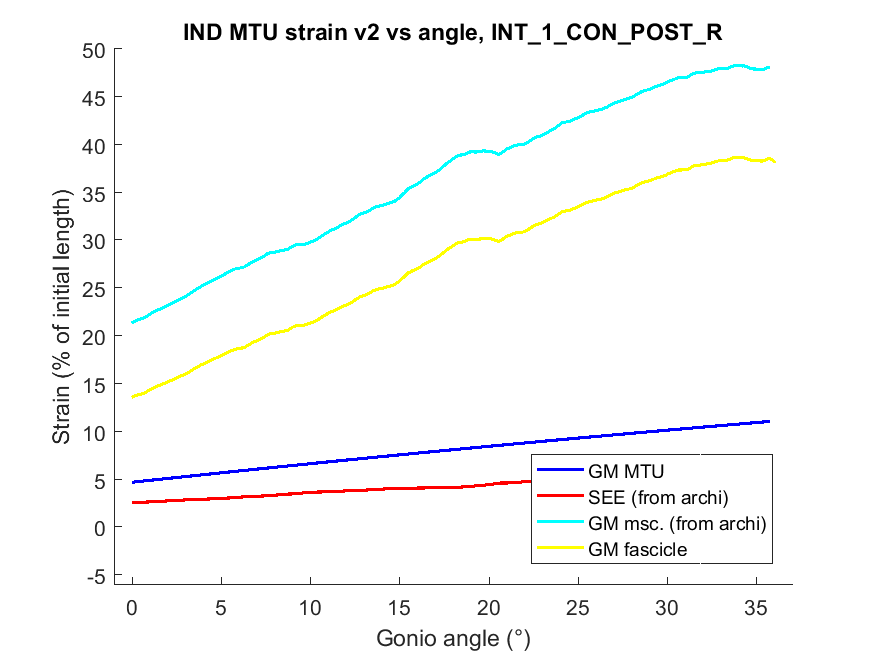 IND MTU strain v2 vs angle, INT_1_CON_POST_R
Strain (% of initial length)
50
45
40
35
30
25
20
15
10
5
0
-5
GM MTU
SEE (from archi)
GM msc. (from archi)
GM fascicle
0 5 10 15 20 25 30 35
Gonio angle (°)